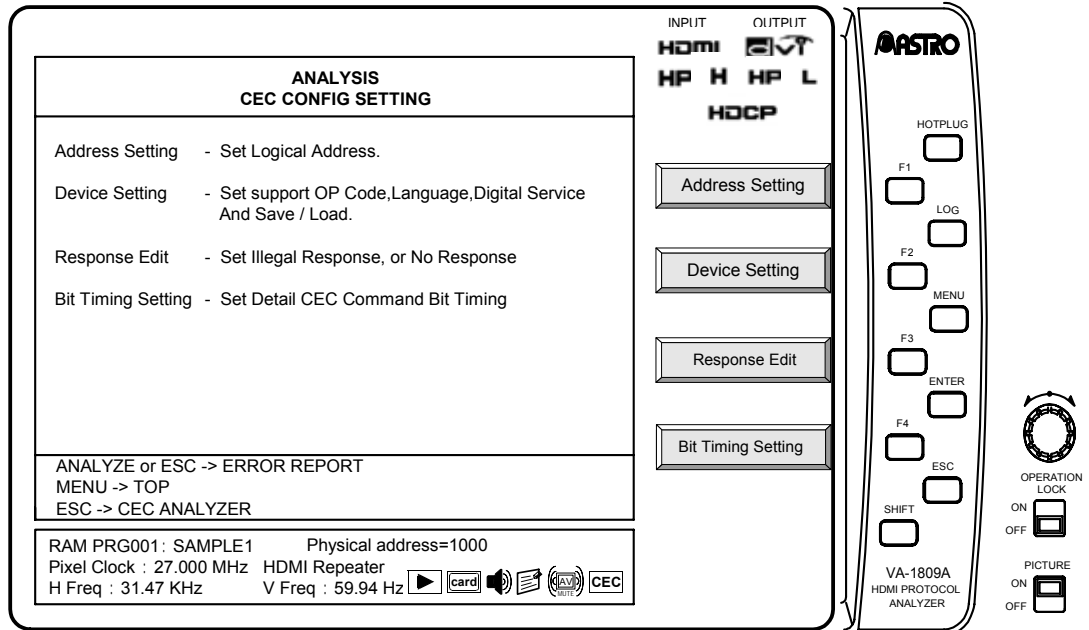 ANALYSIS
CEC CONFIG SETTING
Address Setting - Set Logical Address.
Device Setting - Set support OP Code,Language,Digital Service
And Save / Load.
Response Edit - Set Illegal Response, or No Response
Bit Timing Setting - Set Detail CEC Command Bit Timing
ANALYZE or ESC -> ERROR REPORT
MENU -> TOP
ESC -> CEC ANALYZER
RAM PRG001 : SAMPLE1 Physical address=1000
Pixel Clock : 27.000 MHz HDMI Repeater
H Freq : 31.47 KHz V Freq : 59.94 Hz card AV MUTE CEC
INPUT OUTPUT
HDMI
HP H HP L
HDCP
Address Setting
Device Setting
Response Edit
Bit Timing Setting
ASTRO
HOTPLUG
F1
LOG
F2
MENU
F3
ENTER
F4
ESC
SHIFT
VA-1809A
HDMI PROTOCOL
ANALYZER
OPERATION
LOCK
ON
OFF
PICTURE
ON
OFF